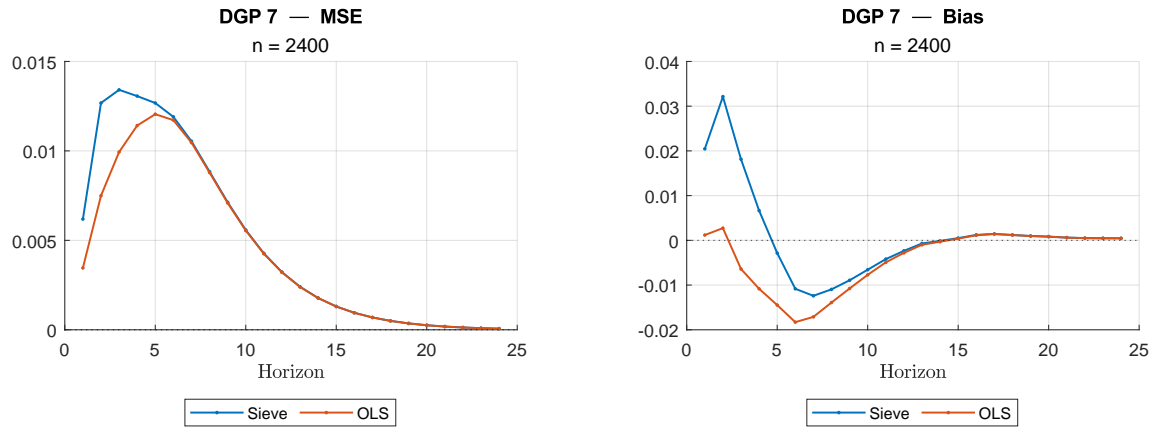 DGP 7 — MSE
n = 2400
0.015
0.01
0.005
0
0 5 10 15 20 25
Horizon
Sieve OLS
DGP 7 — Bias
n = 2400
0.04
0.03
0.02
0.01
0
-0.01
-0.02
0 5 10 15 20 25
Horizon
Sieve OLS